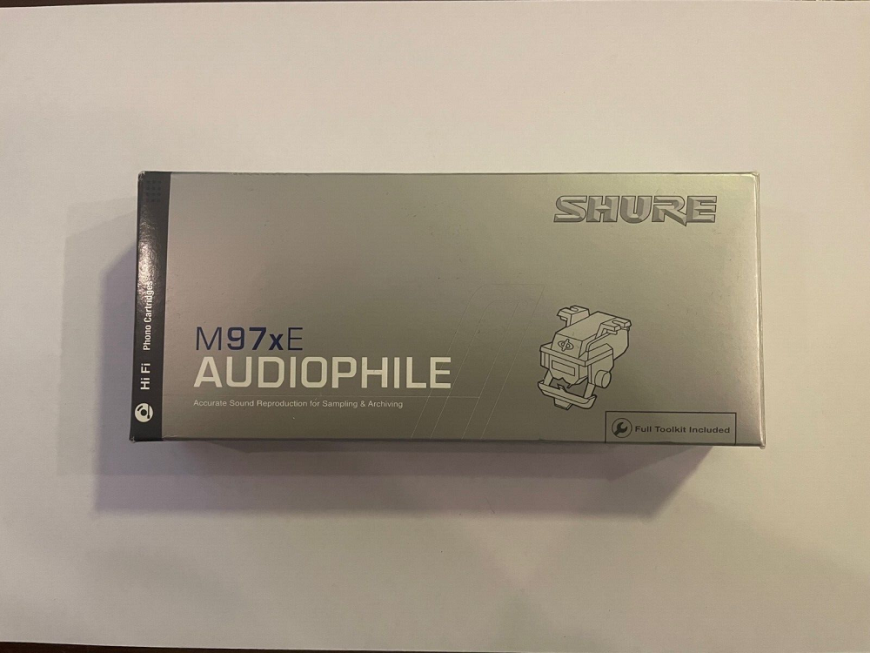 SHURE
M97xE
AUDIOPHILE
Accurate Sound Reproduction for Sampling & Archiving
Full Toolkit Included
Hi Fi Phono Cartridges